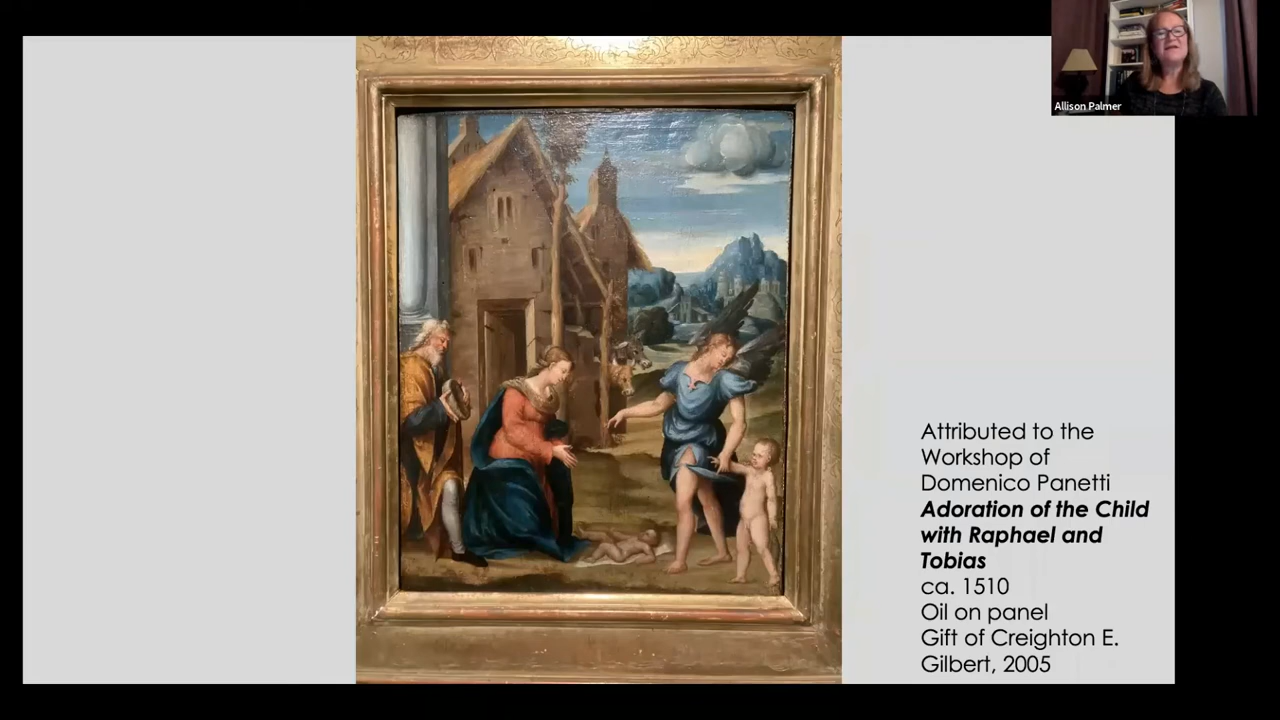 Allison Palmer
Attributed to the
Workshop of
Domenico Panetti
Adoration of the Child
with Raphael and
Tobias
ca. 1510
Oil on panel
Gift of Creighton E.
Gilbert, 2005